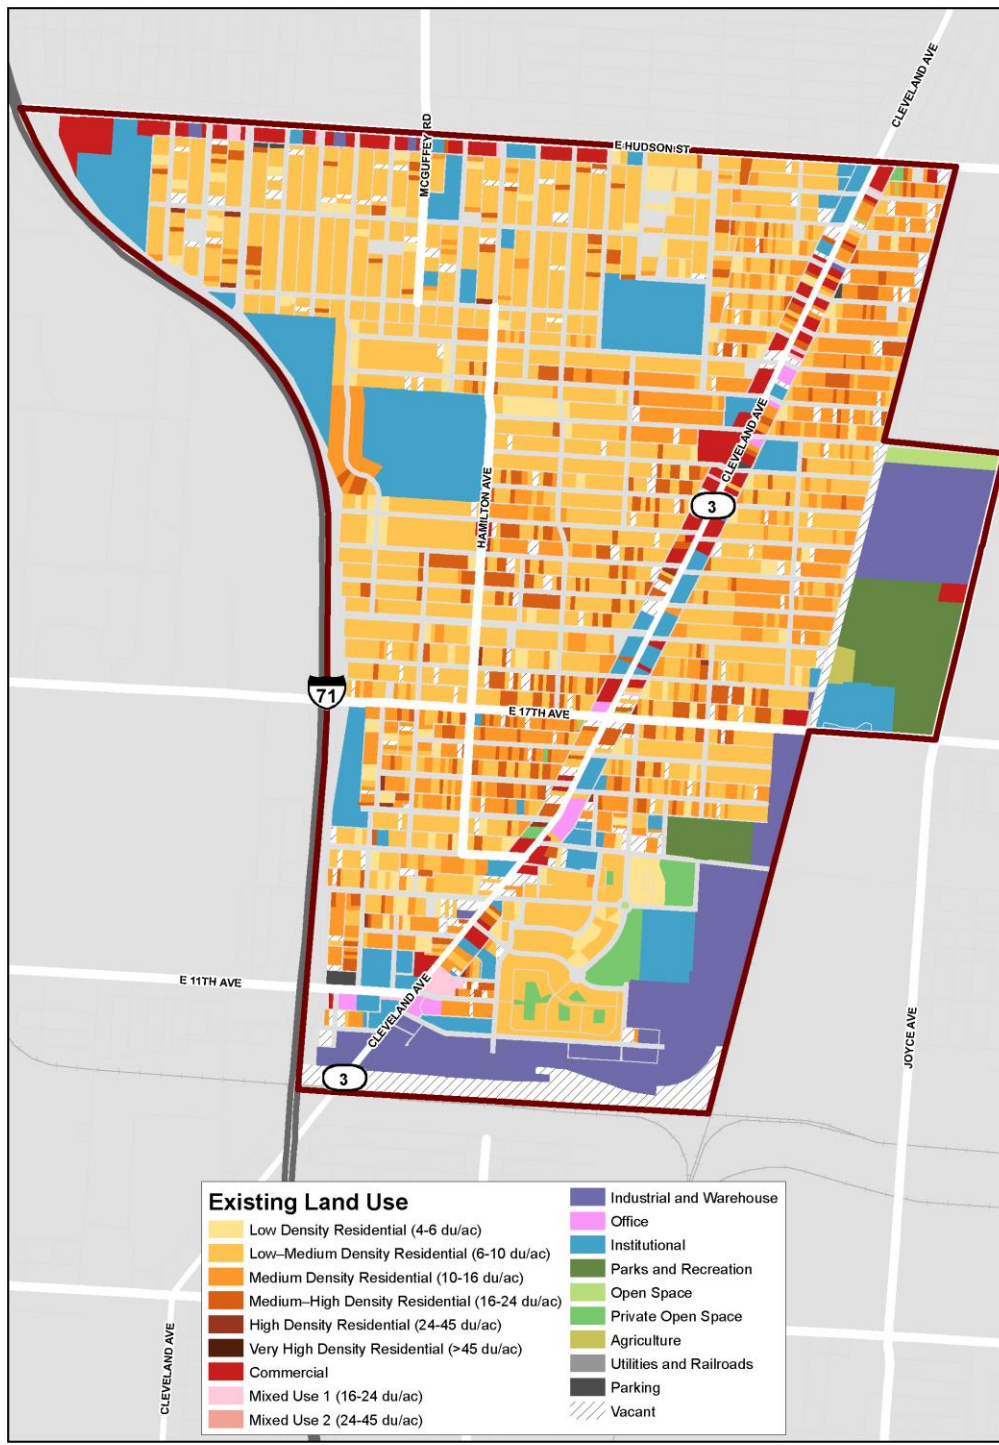 CLEVELAND AVE
MCGUFFEY RD
E HUDSON ST
CLEVELAND AVE
3
HAMILTON AVE
71
E 17TH AVE
E 11TH AVE
CLEVELAND AVE
3
JOYCE AVE
CLEVELAND AVE
Existing Land Use
Low Density Residential (4-6 du/ac)
Low–Medium Density Residential (6-10 du/ac)
Medium Density Residential (10-16 du/ac)
Medium–High Density Residential (16-24 du/ac)
High Density Residential (24-45 du/ac)
Very High Density Residential (>45 du/ac)
Commercial
Mixed Use 1 (16-24 du/ac)
Mixed Use 2 (24-45 du/ac)
Industrial and Warehouse
Office
Institutional
Parks and Recreation
Open Space
Private Open Space
Agriculture
Utilities and Railroads
Parking
Vacant